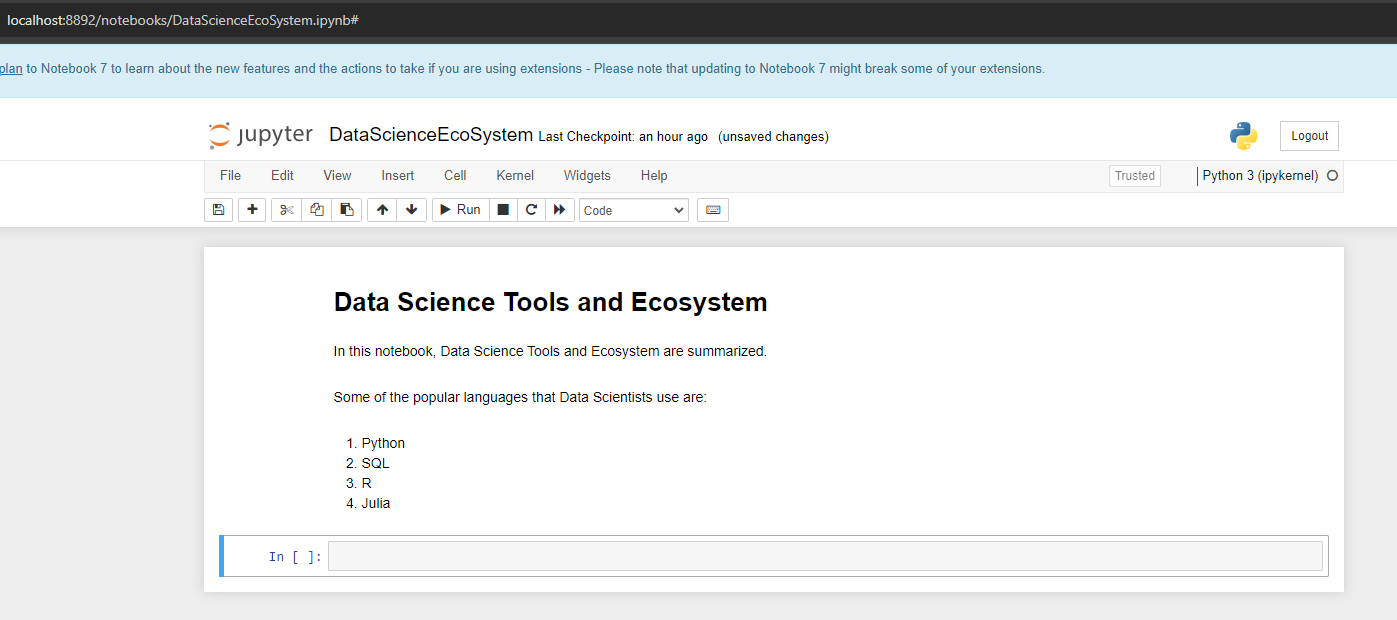 localhost:8892/notebooks/DataScienceEcoSystem.ipynb#
plan to Notebook 7 to learn about the new features and the actions to take if you are using extensions - Please note that updating to Notebook 7 might break some of your extensions.
jupyter DataScienceEcoSystem Last Checkpoint: an hour ago (unsaved changes) Logout
File Edit View Insert Cell Kernel Widgets Help Trusted Python 3 (ipykernel)
Run Code
Data Science Tools and Ecosystem
In this notebook, Data Science Tools and Ecosystem are summarized.
Some of the popular languages that Data Scientists use are:
1. Python
2. SQL
3. R
4. Julia
In [ ]: